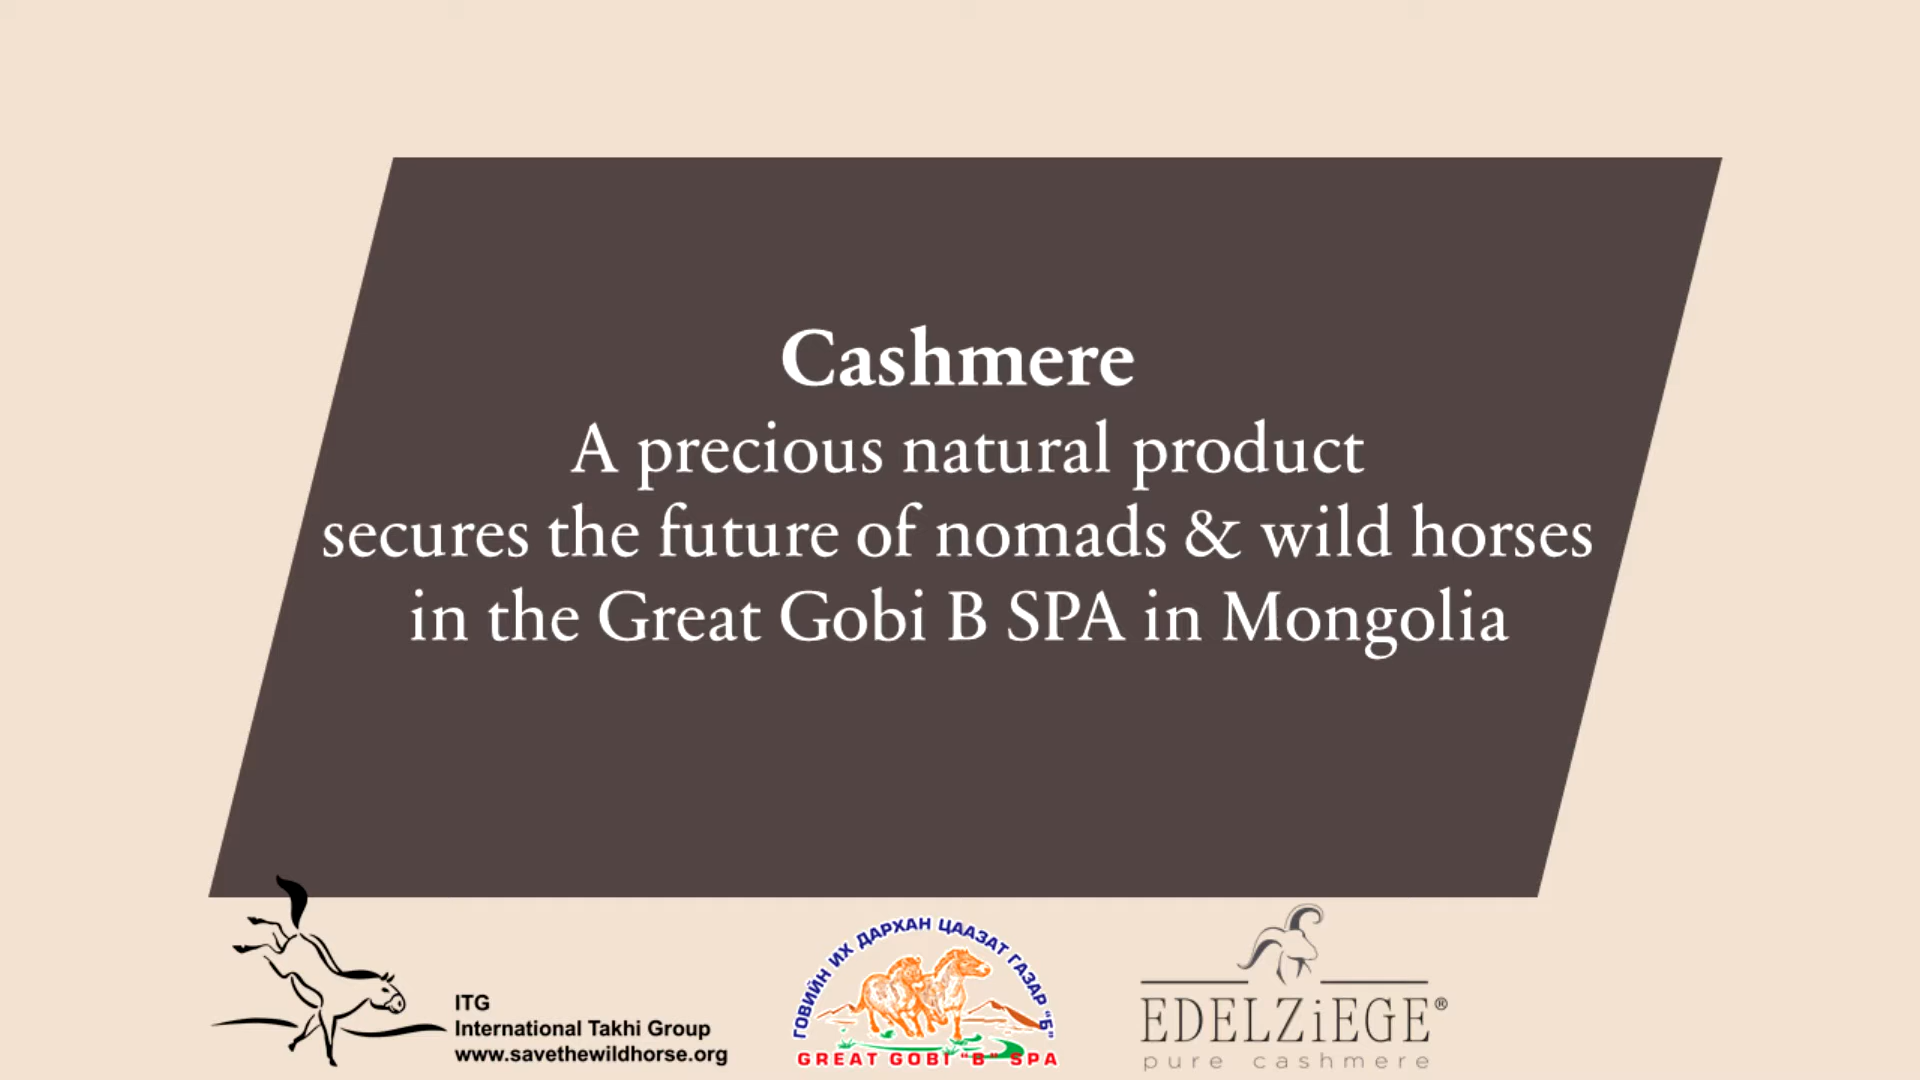 Cashmere
A precious natural product
secures the future of nomads & wild horses
in the Great Gobi B SPA in Mongolia
ITG
International Takhi Group
www.savethewildhorse.org
ГОВИЙН ИХ ДАРХАН ЦААЗАТ ГАЗАР "Б"
GREAT GOBI "B" SPA
EDELZiEGE®
pure cashmere